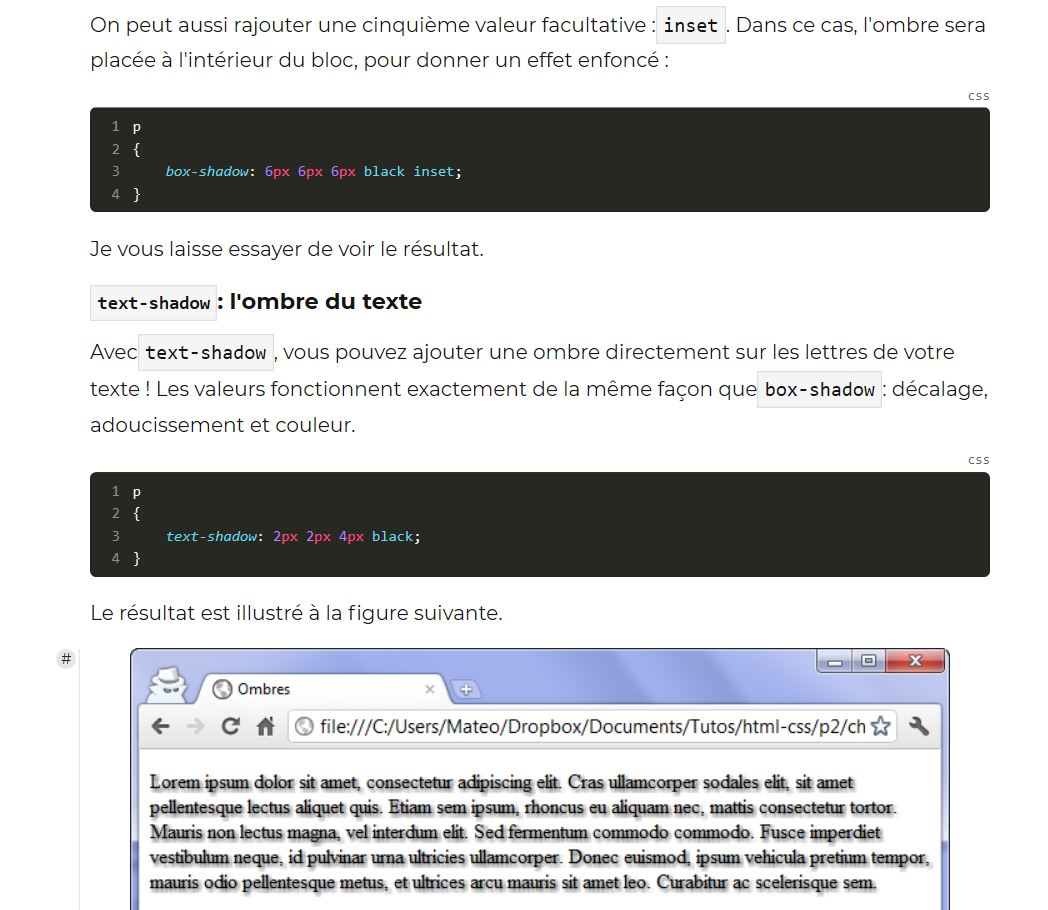 On peut aussi rajouter une cinquième valeur facultative : inset . Dans ce cas, l'ombre sera
placée à l'intérieur du bloc, pour donner un effet enfoncé :
css
1 p
2 {
3     box-shadow: 6px 6px 6px black inset;
4 }
Je vous laisse essayer de voir le résultat.
text-shadow : l'ombre du texte
Avec text-shadow , vous pouvez ajouter une ombre directement sur les lettres de votre
texte ! Les valeurs fonctionnent exactement de la même façon que box-shadow : décalage,
adoucissement et couleur.
css
1 p
2 {
3     text-shadow: 2px 2px 4px black;
4 }
Le résultat est illustré à la figure suivante.
#
Ombres
file:///C:/Users/Mateo/Dropbox/Documents/Tutos/html-css/p2/ch
Lorem ipsum dolor sit amet, consectetur adipiscing elit. Cras ullamcorper sodales elit, sit amet
pellentesque lectus aliquet quis. Etiam sem ipsum, rhoncus eu aliquam nec, mattis consectetur tortor.
Mauris non lectus magna, vel interdum elit. Sed fermentum commodo commodo. Fusce imperdiet
vestibulum neque, id pulvinar urna ultricies ullamcorper. Donec euismod, ipsum vehicula pretium tempor,
mauris odio pellentesque metus, et ultrices arcu mauris sit amet leo. Curabitur ac scelerisque sem.